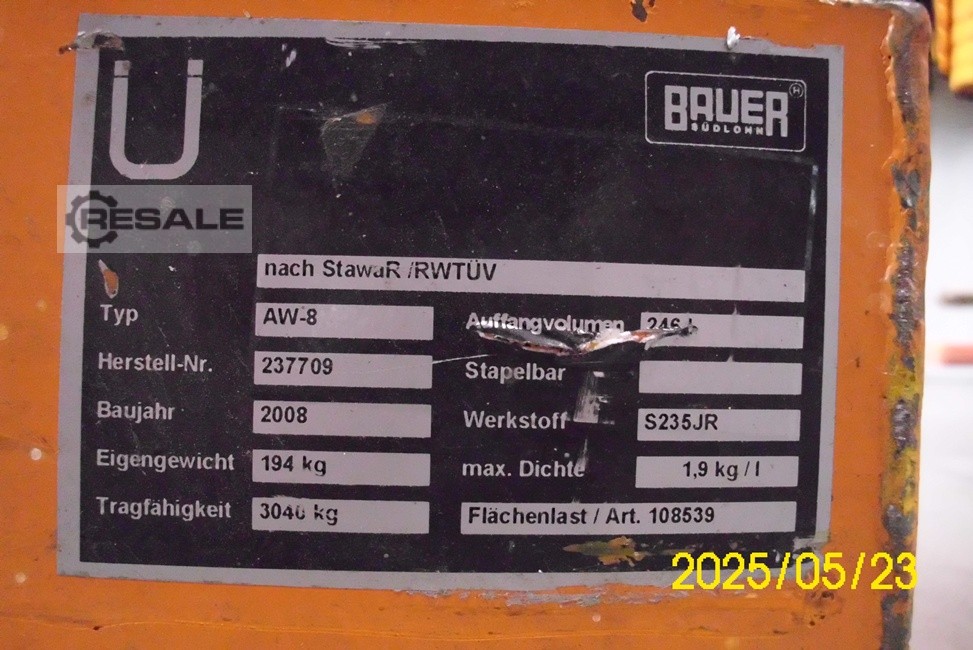 Ü
BAUER
SÜDLOHN
RESALE
nach StawaR /RWTÜV
Typ AW-8 Auffangvolumen 246 l
Herstell-Nr. 237709 Stapelbar
Baujahr 2008 Werkstoff S235JR
Eigengewicht 194 kg max. Dichte 1,9 kg / l
Tragfähigkeit 3040 kg Flächenlast / Art. 108539
2025/05/23